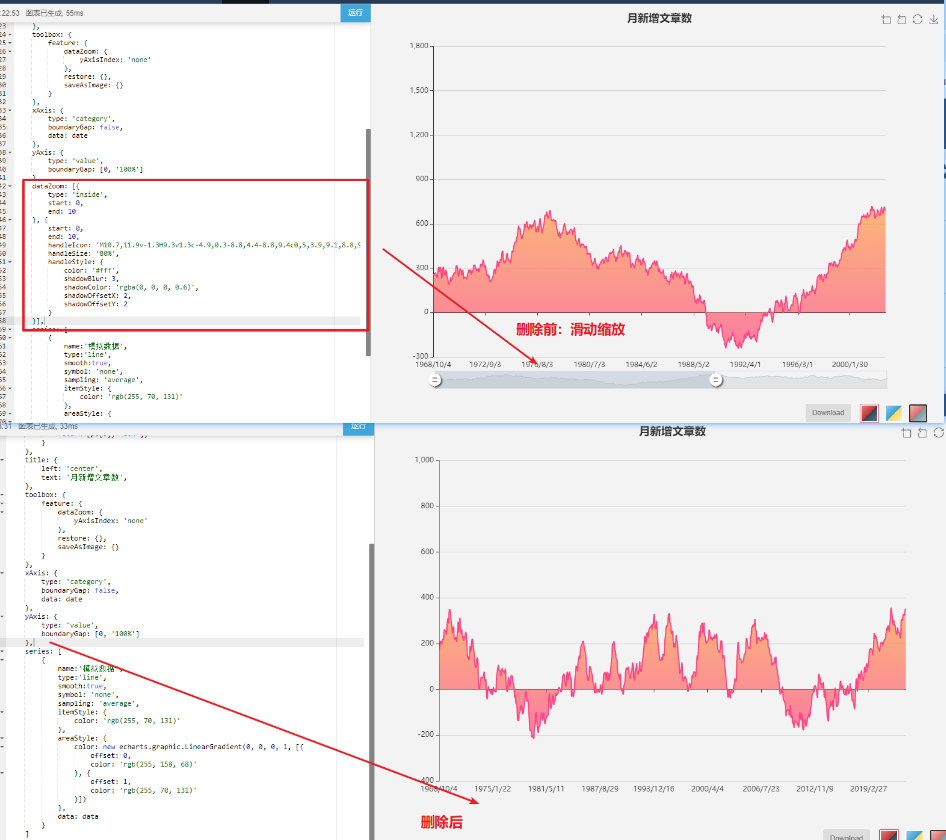 22:53 图表已生成, 55ms
运行
},
toolbox: {
feature: {
dataZoom: {
yAxisIndex: 'none'
},
restore: {},
saveAsImage: {}
}
},
xAxis: {
type: 'category',
boundaryGap: false,
data: date
},
yAxis: {
type: 'value',
boundaryGap: [0, '100%']
dataZoom: [{
type: 'inside',
start: 0,
end: 10
}, {
start: 0,
end: 10,
handleIcon: 'M10.7,11.9v-1.3H9.3v1.3c-4.9,0.3-8.8,4.4-8.8,9.4c0,5,3.9,9.1,8.8,9
handleSize: '80%',
handleStyle: {
color: '#fff',
shadowBlur: 3,
shadowColor: 'rgba(0, 0, 0, 0.6)',
shadowOffsetX: 2,
shadowOffsetY: 2
}
}],
{
name:'模拟数据',
type:'line',
smooth:true,
symbol: 'none',
sampling: 'average',
itemStyle: {
color: 'rgb(255, 70, 131)'
},
areaStyle: {
月新增文章数
1,800
1,500
1,200
900
600
300
0
-300
1968/10/4 1972/9/3 1976/8/3 1980/7/3 1984/6/2 1988/5/2 1992/4/1 1996/3/1 2000/1/30
删除前：滑动缩放
Download
图表已生成, 33ms
运行
}
},
title: {
left: 'center',
text: '月新增文章数',
},
toolbox: {
feature: {
dataZoom: {
yAxisIndex: 'none'
},
restore: {},
saveAsImage: {}
}
},
xAxis: {
type: 'category',
boundaryGap: false,
data: date
},
yAxis: {
type: 'value',
boundaryGap: [0, '100%']
},
series: [
{
name:'模拟数据',
type:'line',
smooth:true,
symbol: 'none',
sampling: 'average',
itemStyle: {
color: 'rgb(255, 70, 131)'
},
areaStyle: {
color: new echarts.graphic.LinearGradient(0, 0, 0, 1, [{
offset: 0,
color: 'rgb(255, 158, 68)'
}, {
offset: 1,
color: 'rgb(255, 70, 131)'
}])
},
data: data
}
]
月新增文章数
1,000
800
600
400
200
0
-200
-400
1968/10/4 1975/1/22 1981/5/11 1987/8/29 1993/12/16 2000/4/4 2006/7/23 2012/11/9 2019/2/27
删除后
Download